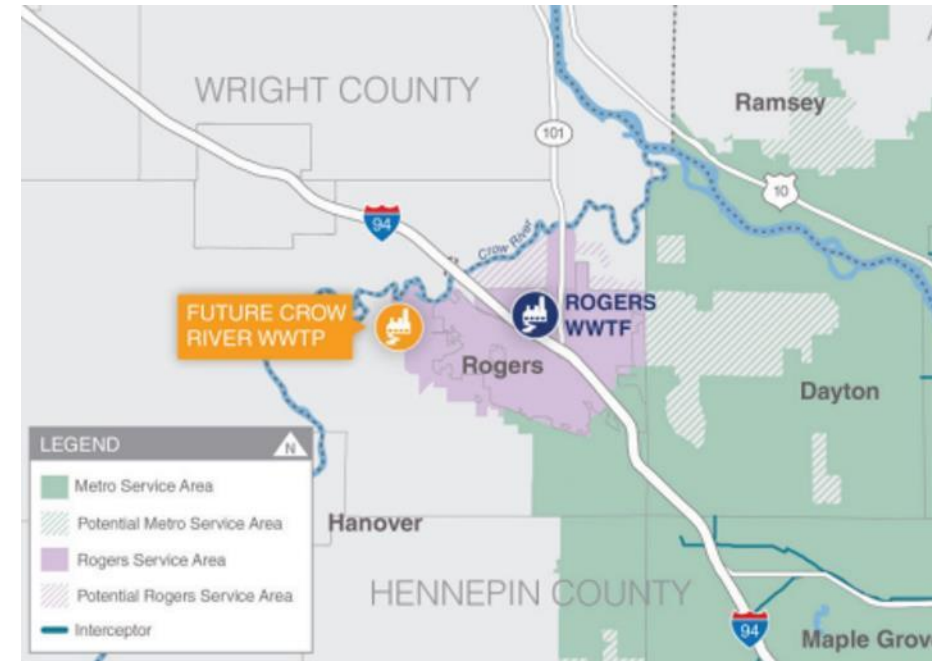 WRIGHT COUNTY
Ramsey
101
10
94
Crow River
FUTURE CROW
RIVER WWTP
ROGERS
WWTF
Rogers
Dayton
LEGEND
N
Metro Service Area
Potential Metro Service Area
Rogers Service Area
Potential Rogers Service Area
Interceptor
Hanover
HENNEPIN COUNTY
94
Maple Grov